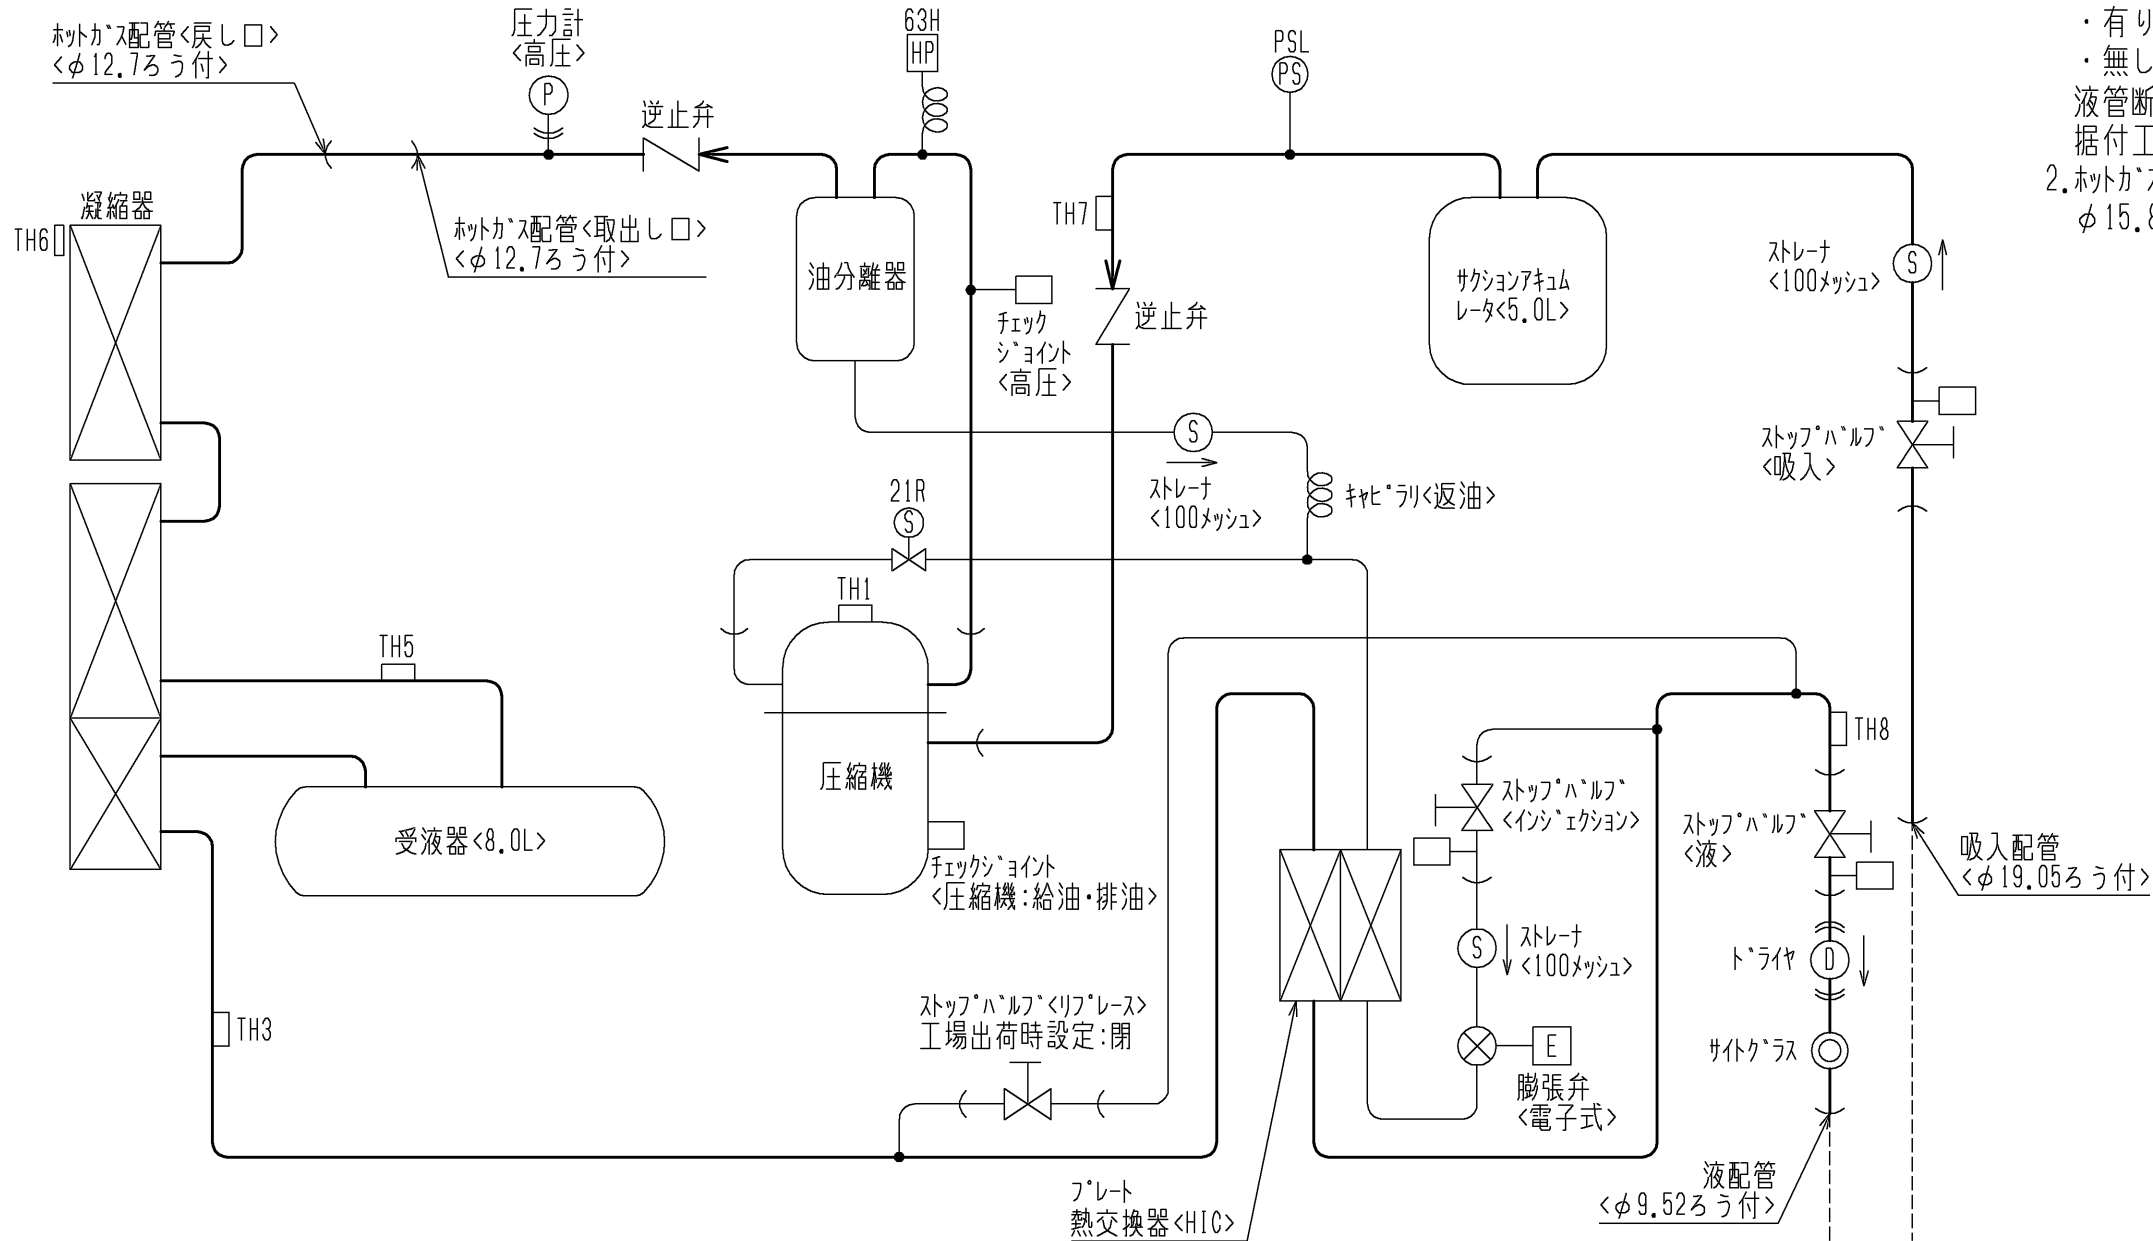 ﾎｯﾄｶﾞｽ配管<戻し口>
<φ12.7ろう付>
圧力計
<高圧>
P
63H
HP
逆止弁
PSL
PS
・有り
・無し
液管断
据付工
2.ﾎｯﾄｶﾞｽ
φ15.8
凝縮器
TH6
ﾎｯﾄｶﾞｽ配管<取出し口>
<φ12.7ろう付>
油分離器
チェック
ジョイント
<高圧>
TH7
逆止弁
サクションアキュム
レータ<5.0L>
ストレーナ
<100メッシュ>
S
ストップバルブ
<吸入>
S
ストレーナ
<100メッシュ>
キャピラリ<返油>
21R
S
TH1
TH5
圧縮機
受液器<8.0L>
チェックジョイント
<圧縮機:給油・排油>
TH8
ストップバルブ
<インジェクション>
ストップバルブ
<液>
吸入配管
<φ19.05ろう付>
S
ストレーナ
<100メッシュ>
ドライヤ
D
TH3
ストップバルブ<リプレース>
工場出荷時設定:閉
E
膨張弁
<電子式>
サイトグラス
プレート
熱交換器<HIC>
液配管
<φ9.52ろう付>